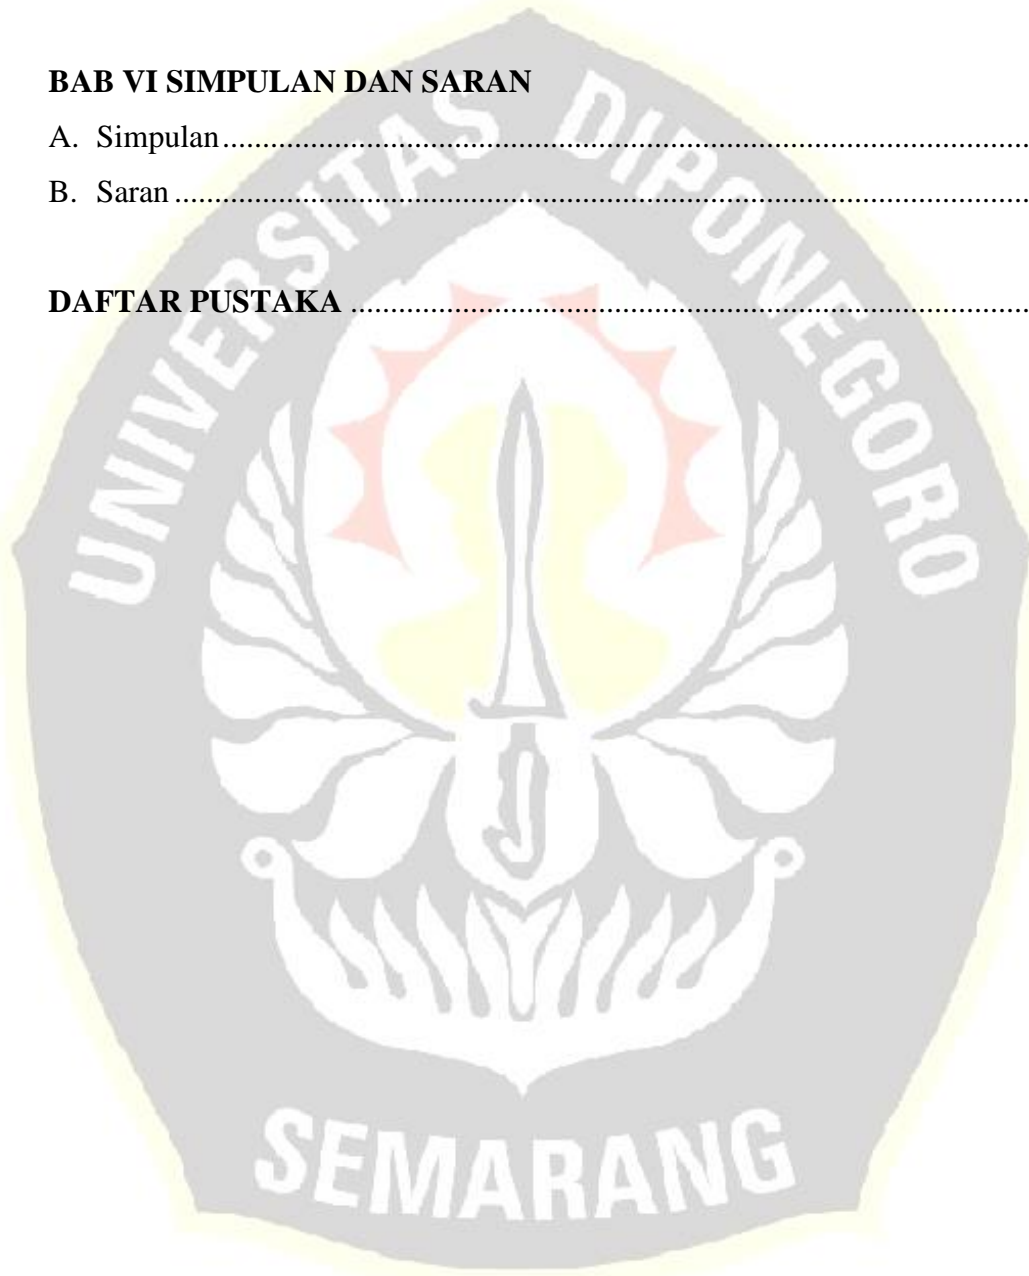 BAB VI SIMPULAN DAN SARAN
A. Simpulan........................................................................................................
B. Saran ..............................................................................................................
DAFTAR PUSTAKA ........................................................................................
UNIVERSITAS DIPONEGORO
SEMARANG